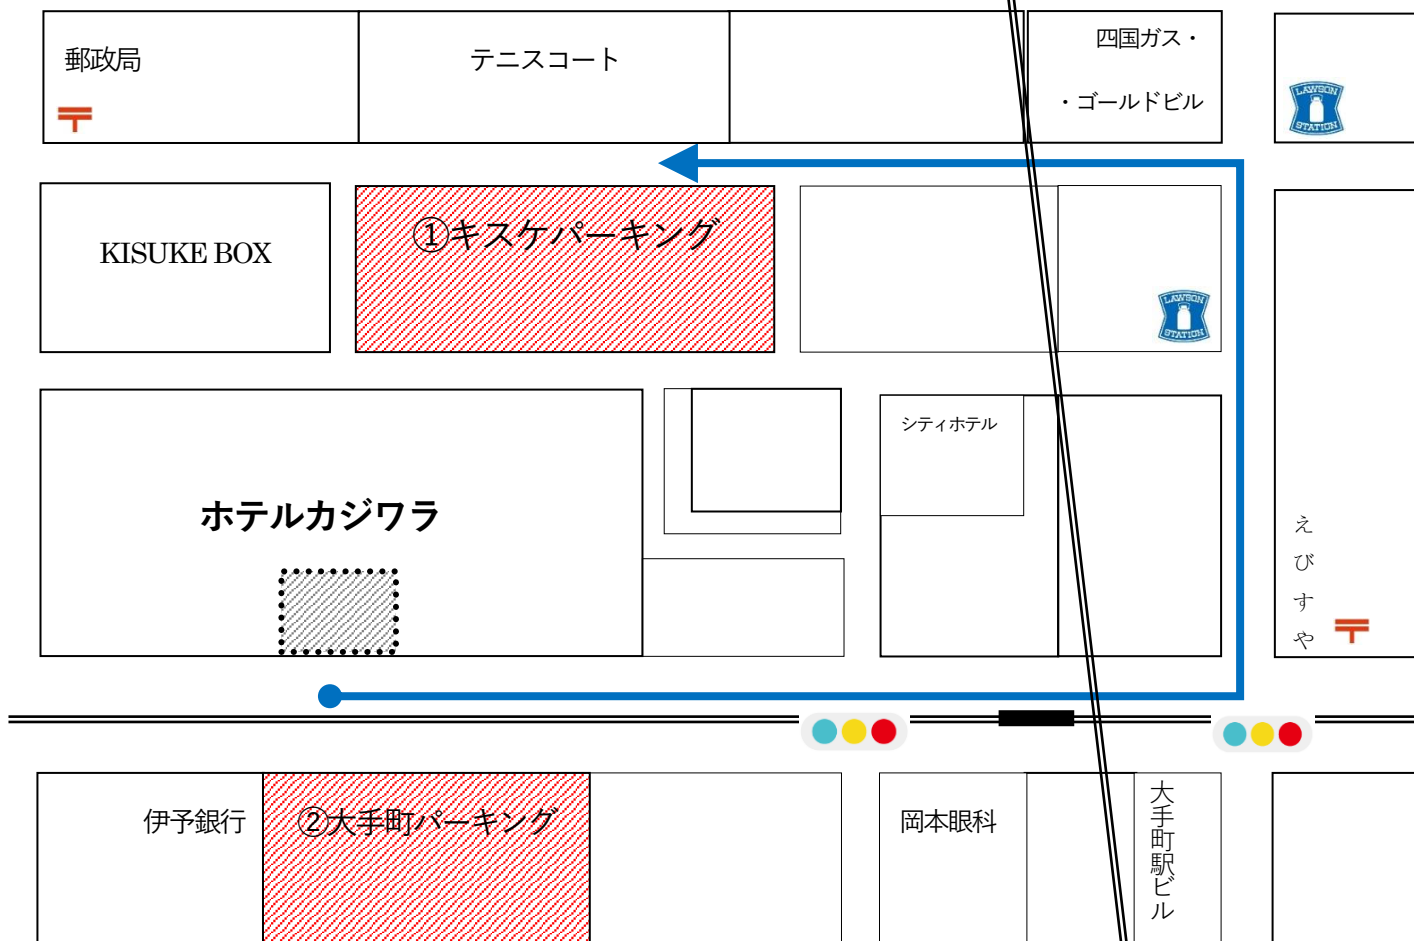 郵政局
テニスコート
四国ガス・
・ゴールドビル
LAWSON
STATION
KISUKE BOX
①キスケパーキング
LAWSON
STATION
シティホテル
ホテルカジワラ
えびすや
伊予銀行
②大手町パーキング
岡本眼科
大手町駅ビル